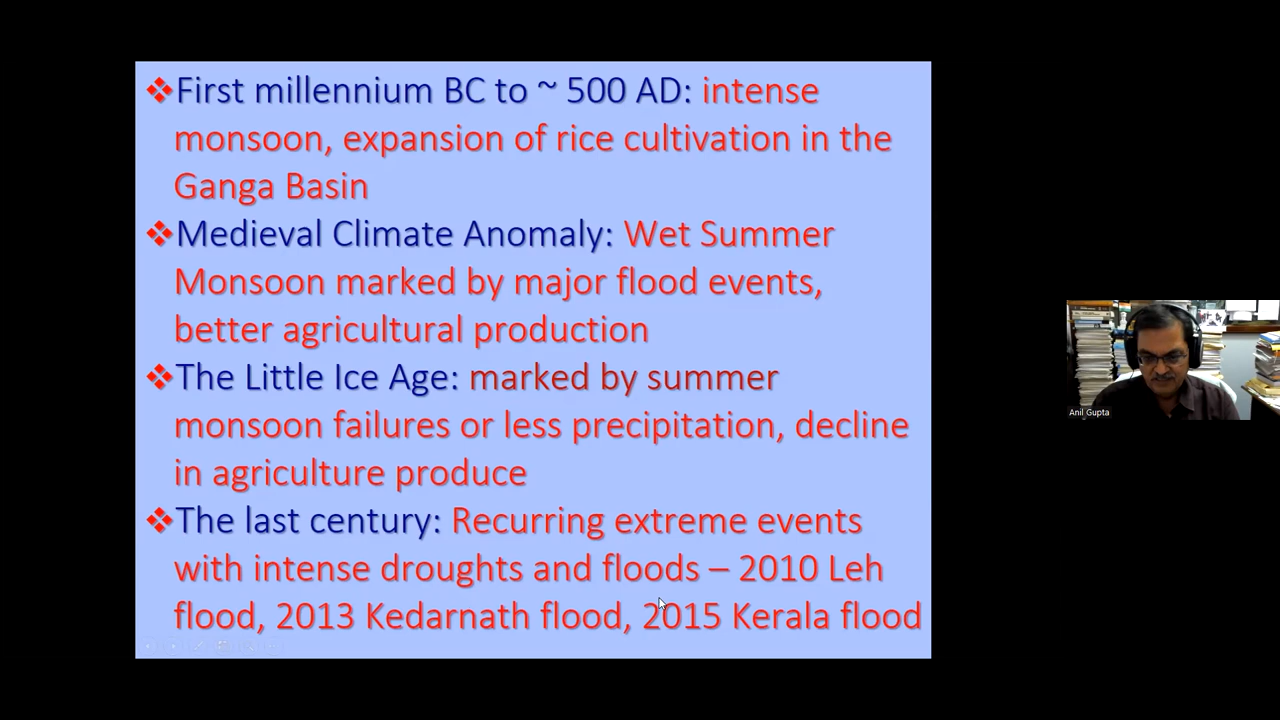 ❖First millennium BC to ~ 500 AD: intense
monsoon, expansion of rice cultivation in the
Ganga Basin
❖Medieval Climate Anomaly: Wet Summer
Monsoon marked by major flood events,
better agricultural production
❖The Little Ice Age: marked by summer
monsoon failures or less precipitation, decline
in agriculture produce
❖The last century: Recurring extreme events
with intense droughts and floods – 2010 Leh
flood, 2013 Kedarnath flood, 2015 Kerala flood
Anil Gupta